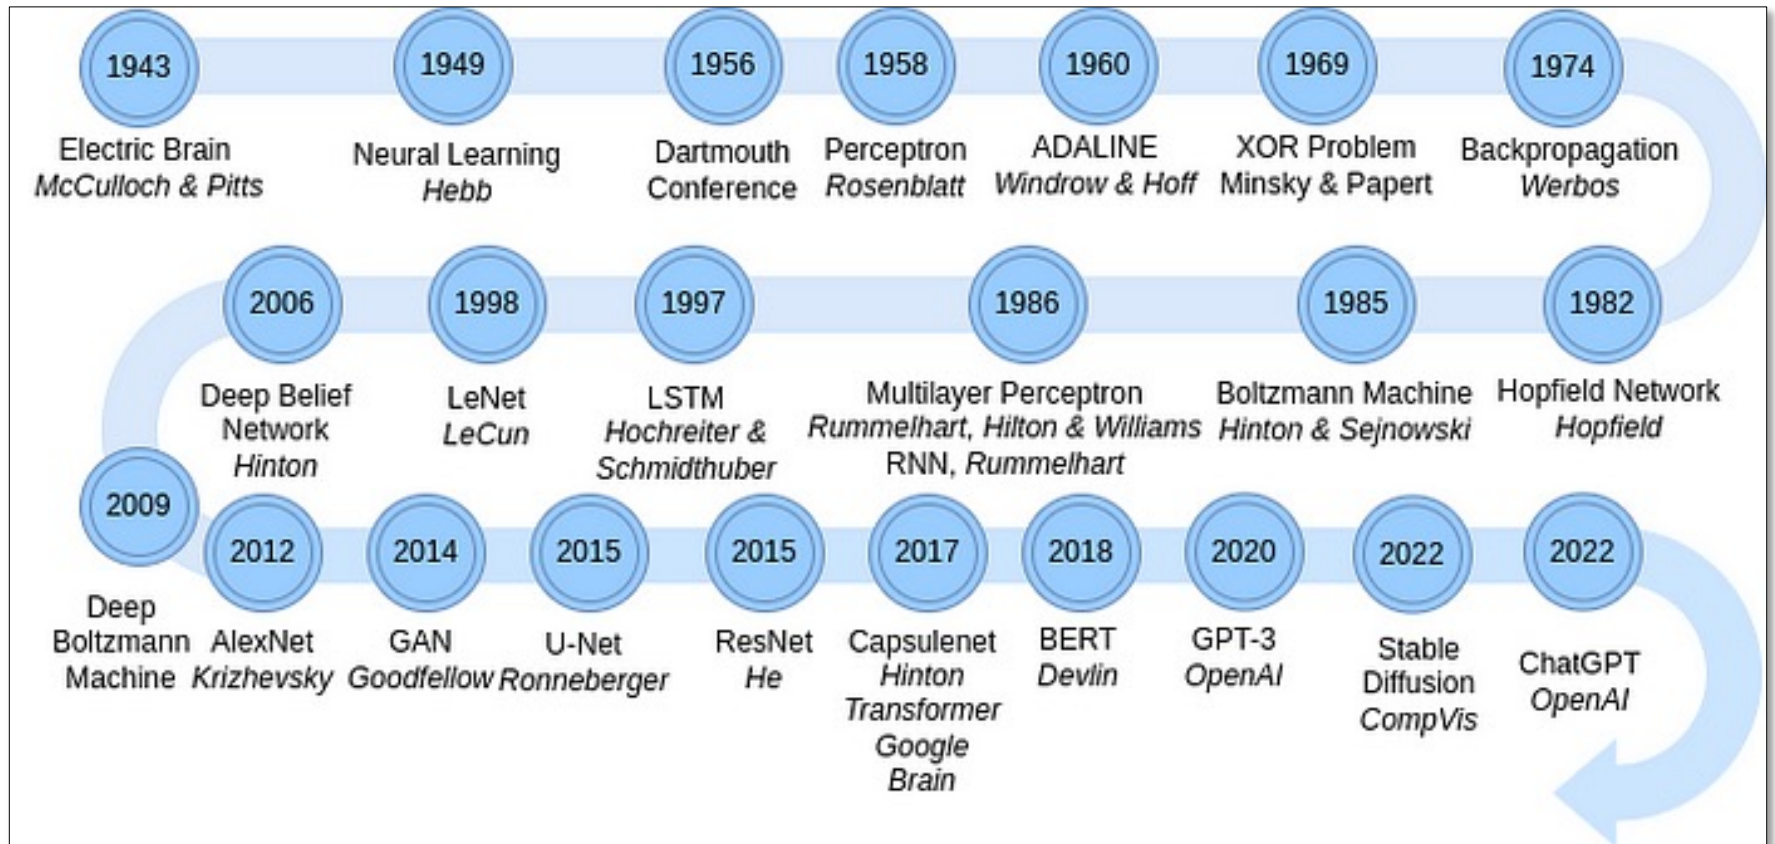 1943
Electric Brain
McCulloch & Pitts
1949
Neural Learning
Hebb
1956
Dartmouth
Conference
1958
Perceptron
Rosenblatt
1960
ADALINE
Windrow & Hoff
1969
XOR Problem
Minsky & Papert
1974
Backpropagation
Werbos
1982
Hopfield Network
Hopfield
1985
Boltzmann Machine
Hinton & Sejnowski
1986
Multilayer Perceptron
Rummelhart, Hilton & Williams
RNN, Rummelhart
1997
LSTM
Hochreiter &
Schmidthuber
1998
LeNet
LeCun
2006
Deep Belief
Network
Hinton
2009
Deep
Boltzmann
Machine
2012
AlexNet
Krizhevsky
2014
GAN
Goodfellow
2015
U-Net
Ronneberger
2015
ResNet
He
2017
Capsulenet
Hinton
Transformer
Google
Brain
2018
BERT
Devlin
2020
GPT-3
OpenAI
2022
Stable
Diffusion
CompVis
2022
ChatGPT
OpenAI